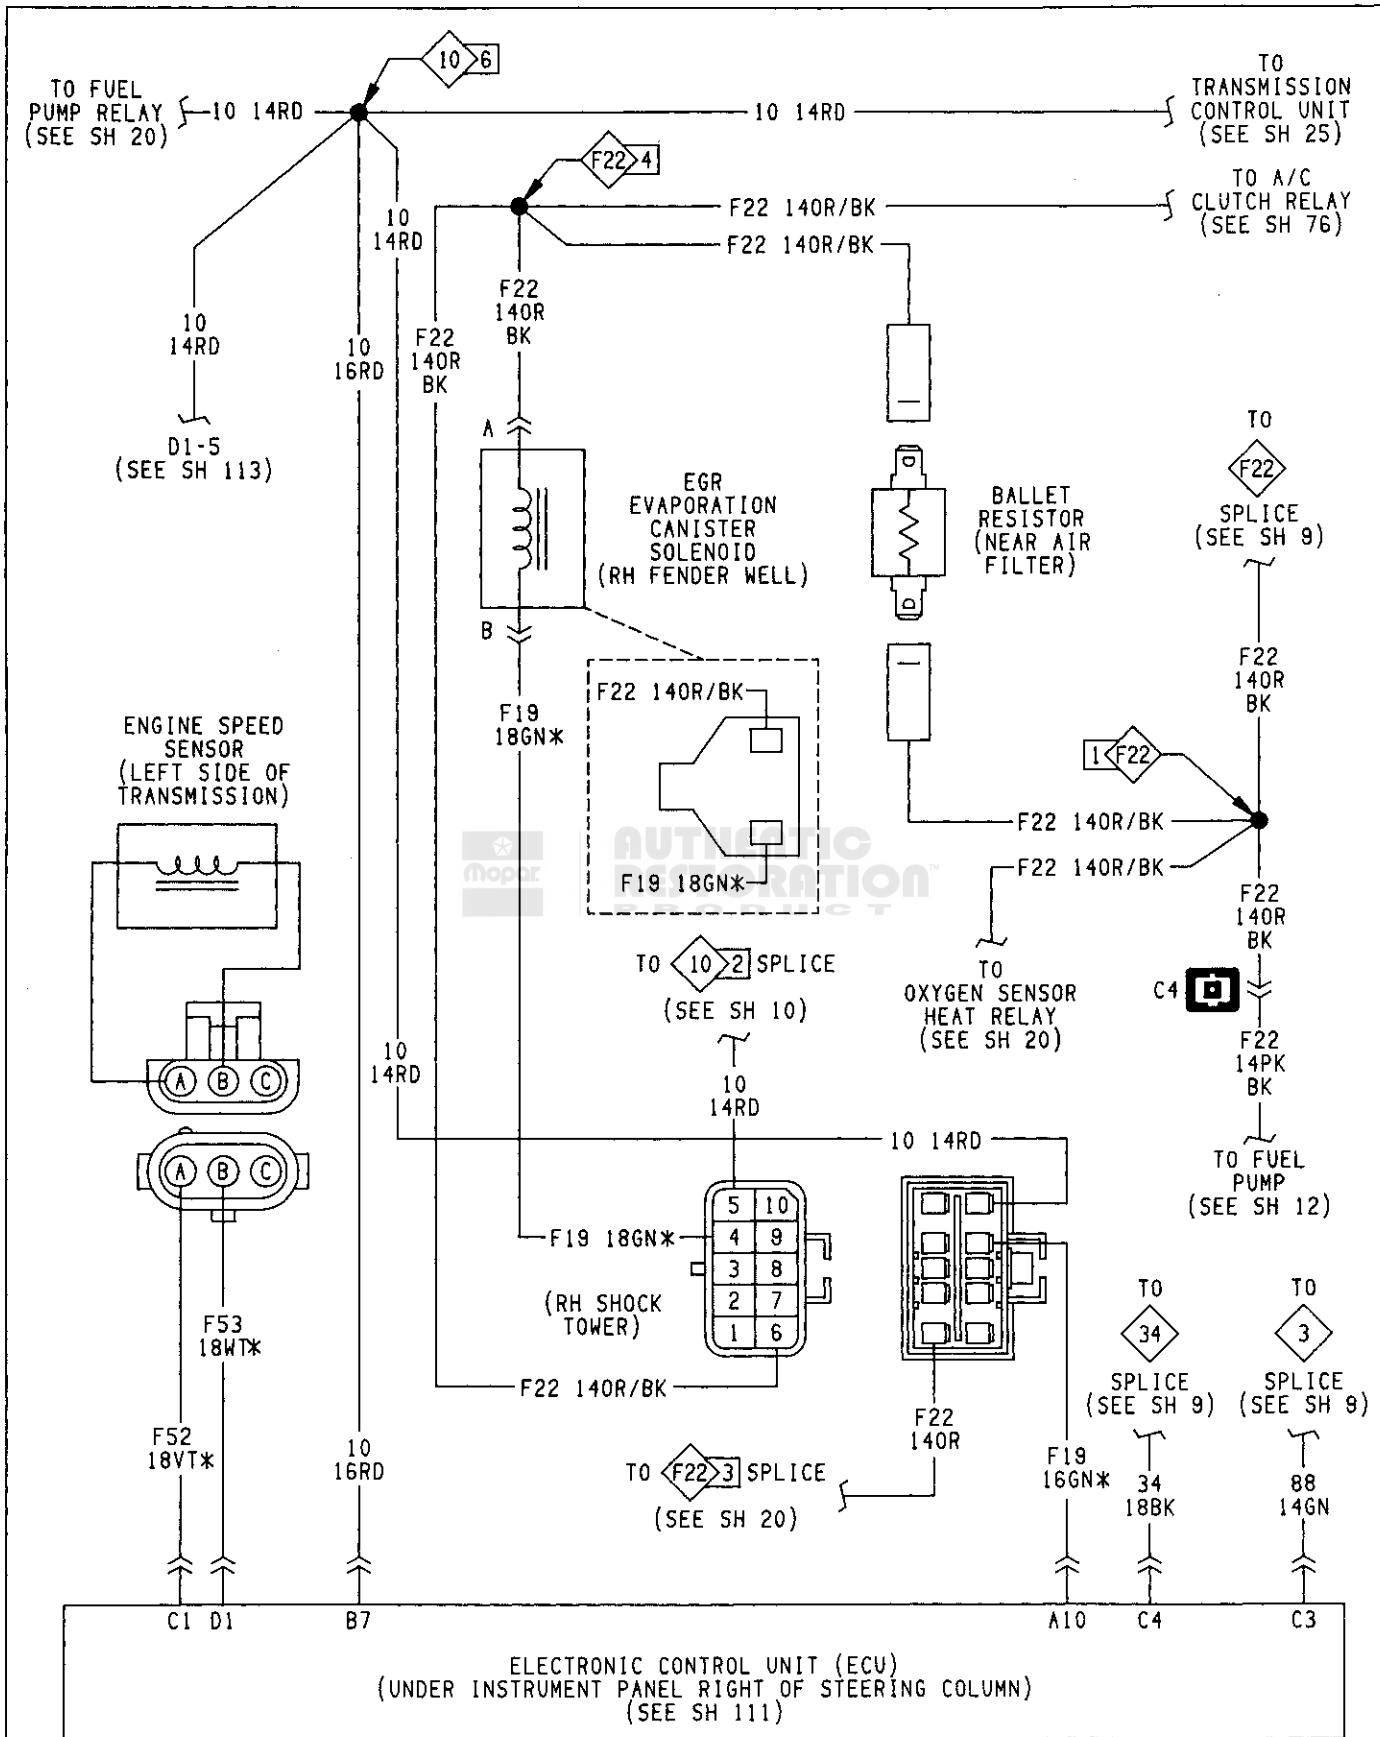 10 6
TO FUEL
PUMP RELAY
(SEE SH 20)
10 14RD
10 14RD
TO
TRANSMISSION
CONTROL UNIT
(SEE SH 25)
F22 4
TO A/C
CLUTCH RELAY
(SEE SH 76)
F22 14OR/BK
F22 14OR/BK
10
14RD
F22
14OR
BK
10
14RD
10
16RD
F22
14OR
BK
D1-5
(SEE SH 113)
A
EGR
EVAPORATION
CANISTER
SOLENOID
(RH FENDER WELL)
BALLET
RESISTOR
(NEAR AIR
FILTER)
TO
F22
SPLICE
(SEE SH 9)
B
F22 14OR/BK
F22
14OR
BK
F19
18GN*
ENGINE SPEED
SENSOR
(LEFT SIDE OF
TRANSMISSION)
1 F22
F22 14OR/BK
F22 14OR/BK
Mopar
AUTHENTIC
RESTORATION™
PRODUCT
F19 18GN*
F22
14OR
BK
TO 10 2 SPLICE
(SEE SH 10)
TO
OXYGEN SENSOR
HEAT RELAY
(SEE SH 20)
C4
F22
14PK
BK
10
14RD
10
14RD
A B C
10 14RD
TO FUEL
PUMP
(SEE SH 12)
A B C
5 10
4 9
3 8
2 7
1 6
F19 18GN*
(RH SHOCK
TOWER)
F22 14OR/BK
TO
34
SPLICE
(SEE SH 9)
TO
3
SPLICE
(SEE SH 9)
F53
18WT*
F22
14OR
F52
18VT*
10
16RD
TO F22 3 SPLICE
(SEE SH 20)
F19
16GN*
34
18BK
88
14GN
C1 D1 B7 A10 C4 C3
ELECTRONIC CONTROL UNIT (ECU)
(UNDER INSTRUMENT PANEL RIGHT OF STEERING COLUMN)
(SEE SH 111)